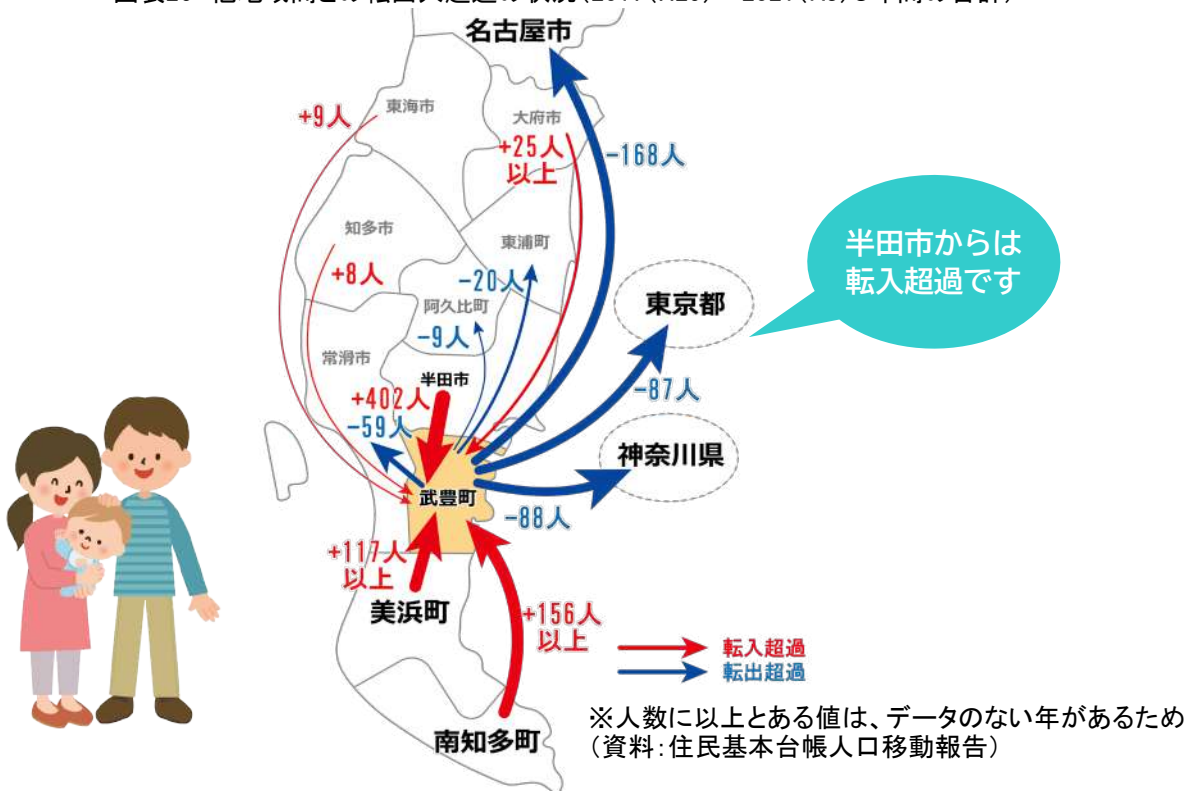 名古屋市
+9人
東海市
大府市
+25人
以上
-168人
知多市
東浦町
+8人
-20人
半田市からは
転入超過です
阿久比町
東京都
-9人
常滑市
半田市
+402人
-59人
-87人
神奈川県
武豊町
-88人
+117人
以上
美浜町
+156人
以上
転入超過
転出超過
南知多町
※人数に以上とある値は、データのない年があるため
(資料:住民基本台帳人口移動報告)